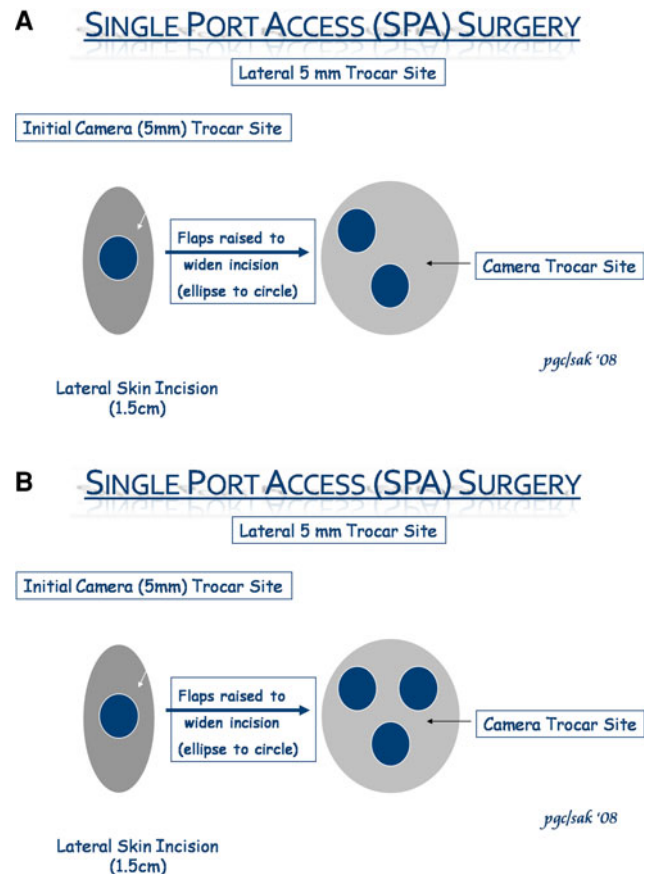 A
SINGLE PORT ACCESS (SPA) SURGERY
Lateral 5 mm Trocar Site
Initial Camera (5mm) Trocar Site
Flaps raised to
widen incision
(ellipse to circle)
Camera Trocar Site
pgc/sak ‘08
Lateral Skin Incision
(1.5cm)
B
SINGLE PORT ACCESS (SPA) SURGERY
Lateral 5 mm Trocar Site
Initial Camera (5mm) Trocar Site
Flaps raised to
widen incision
(ellipse to circle)
Camera Trocar Site
pgc/sak ‘08
Lateral Skin Incision
(1.5cm)